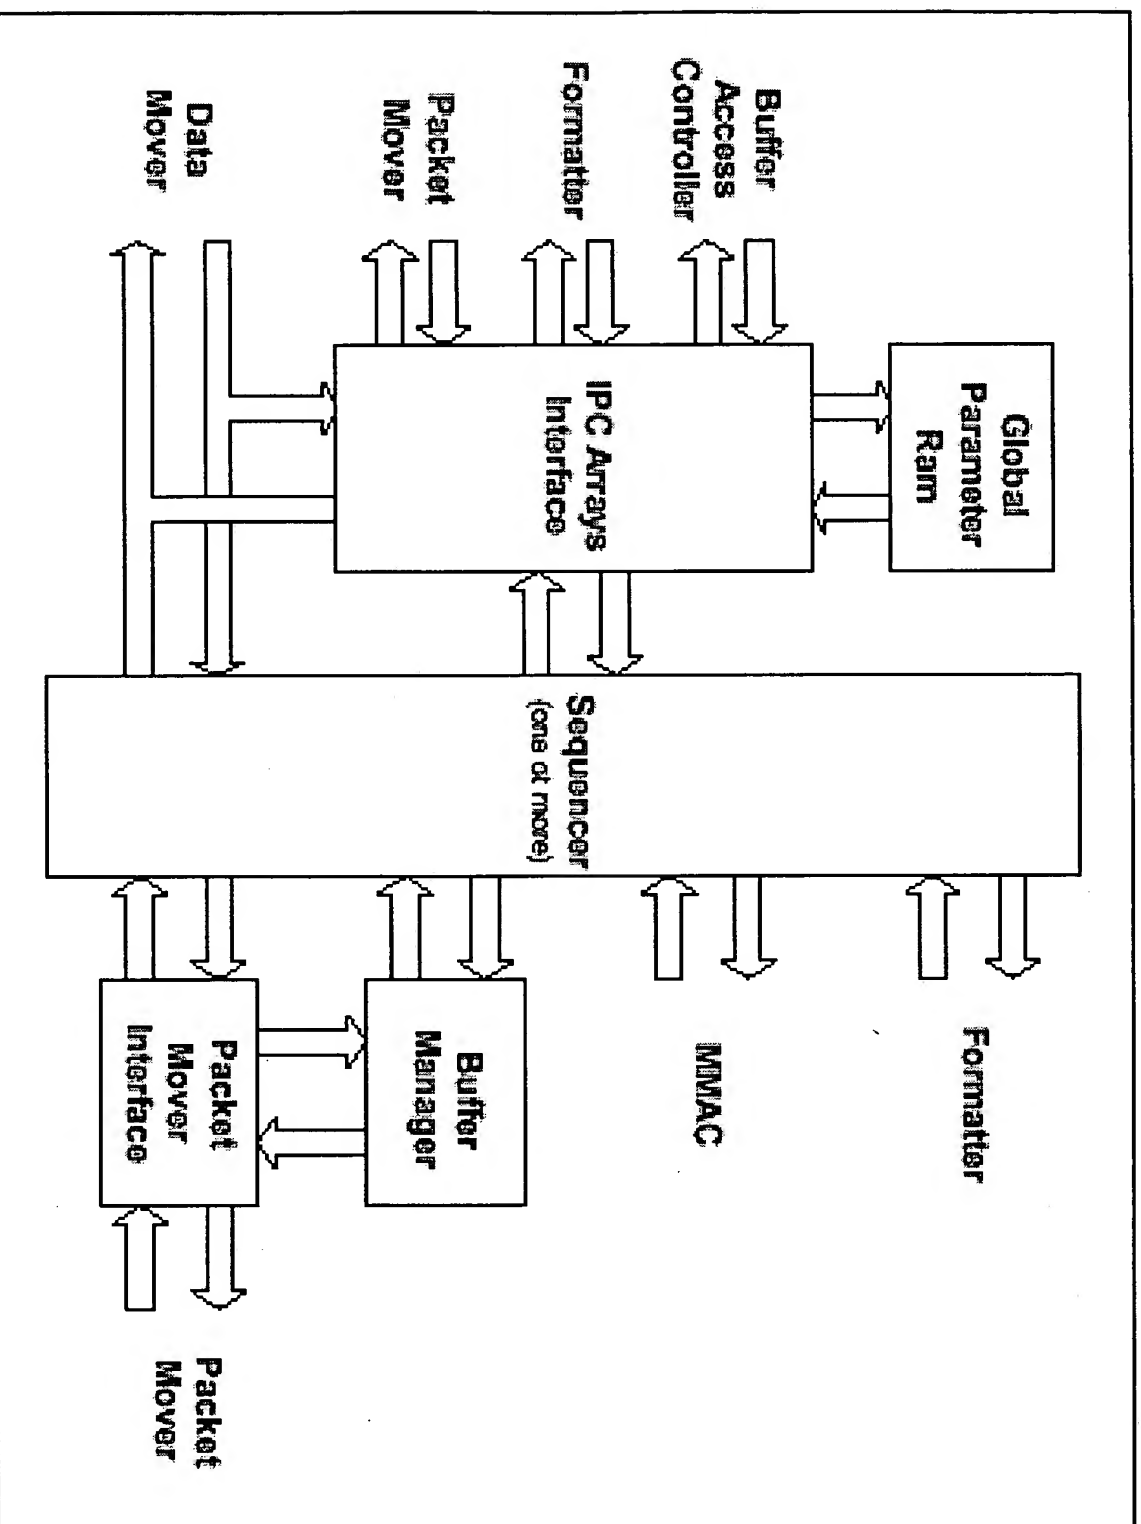 Global
Parameter
Ram
Buffer
Access
Controller
Formatter
Packet
Mover
Data
Mover
IPC Arrays
Interface
Sequencer
(one ot more)
Formatter
MMAC
Buffer
Manager
Packet
Mover
Interface
Packet
Mover